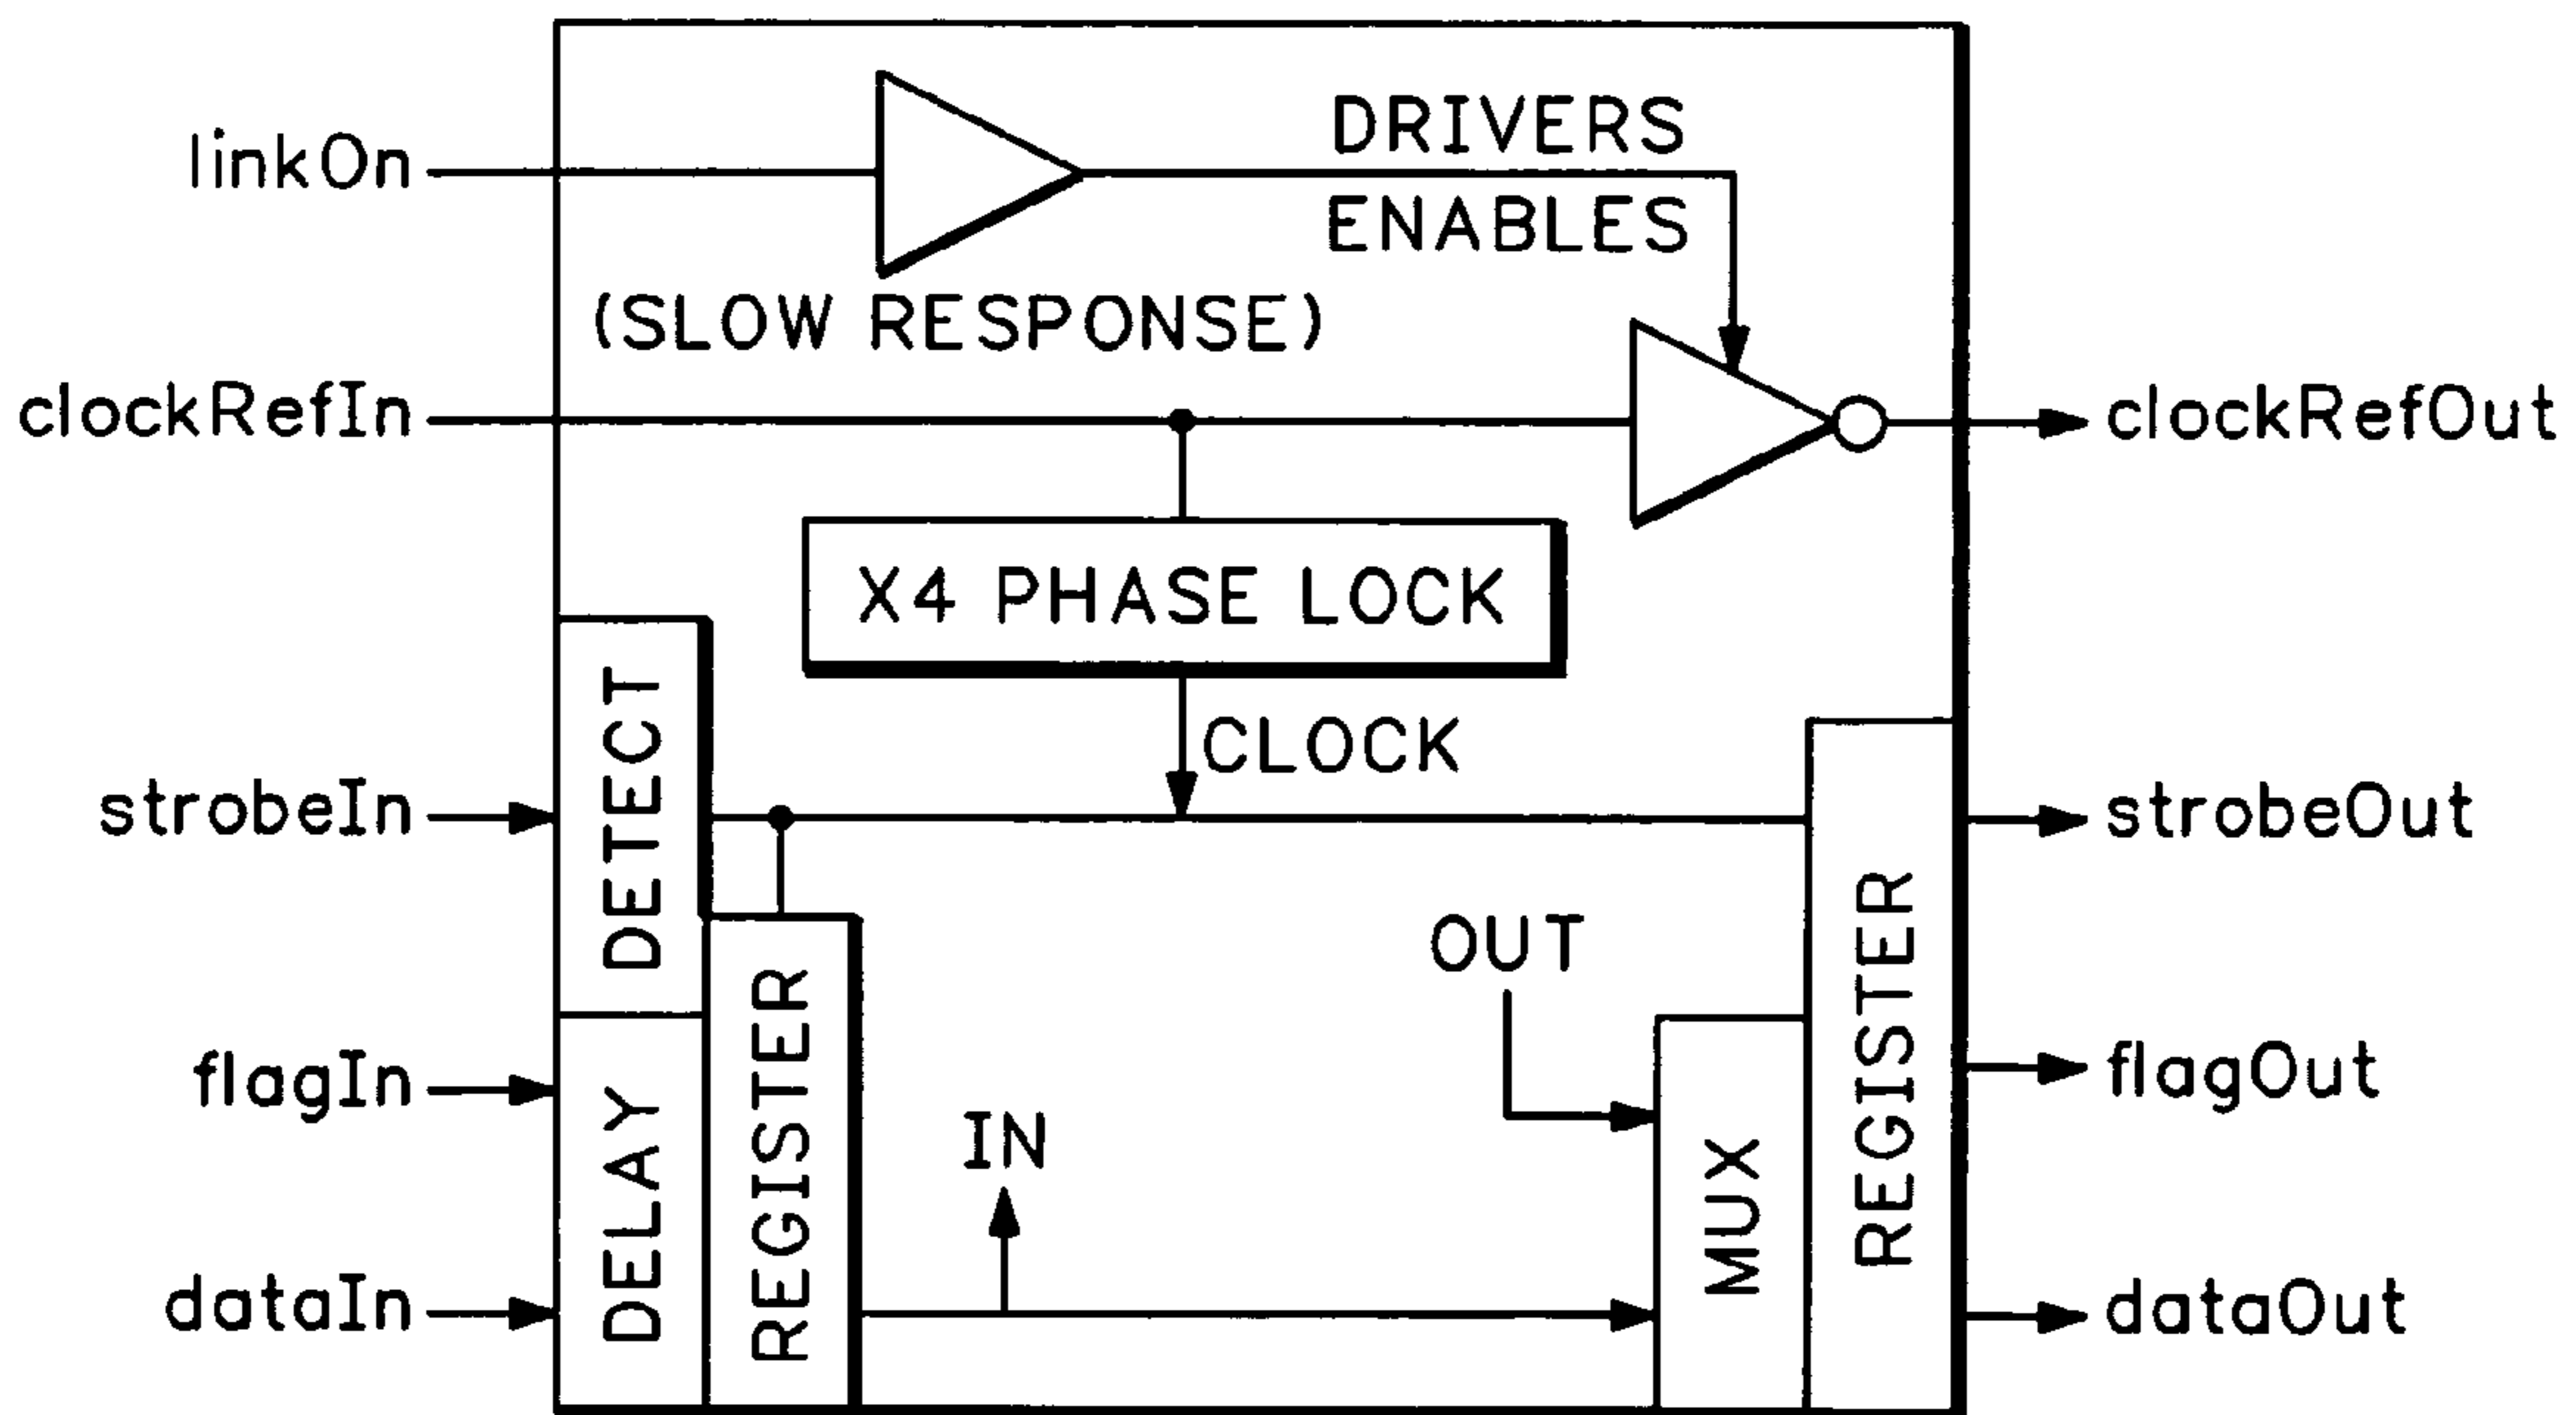 linkOn
DRIVERS
ENABLES
(SLOW RESPONSE)
clockRefIn
clockRefOut
X4 PHASE LOCK
CLOCK
DETECT
strobeIn
strobeOut
REGISTER
OUT
flagIn
flagOut
DELAY
REGISTER
IN
MUX
dataIn
dataOut